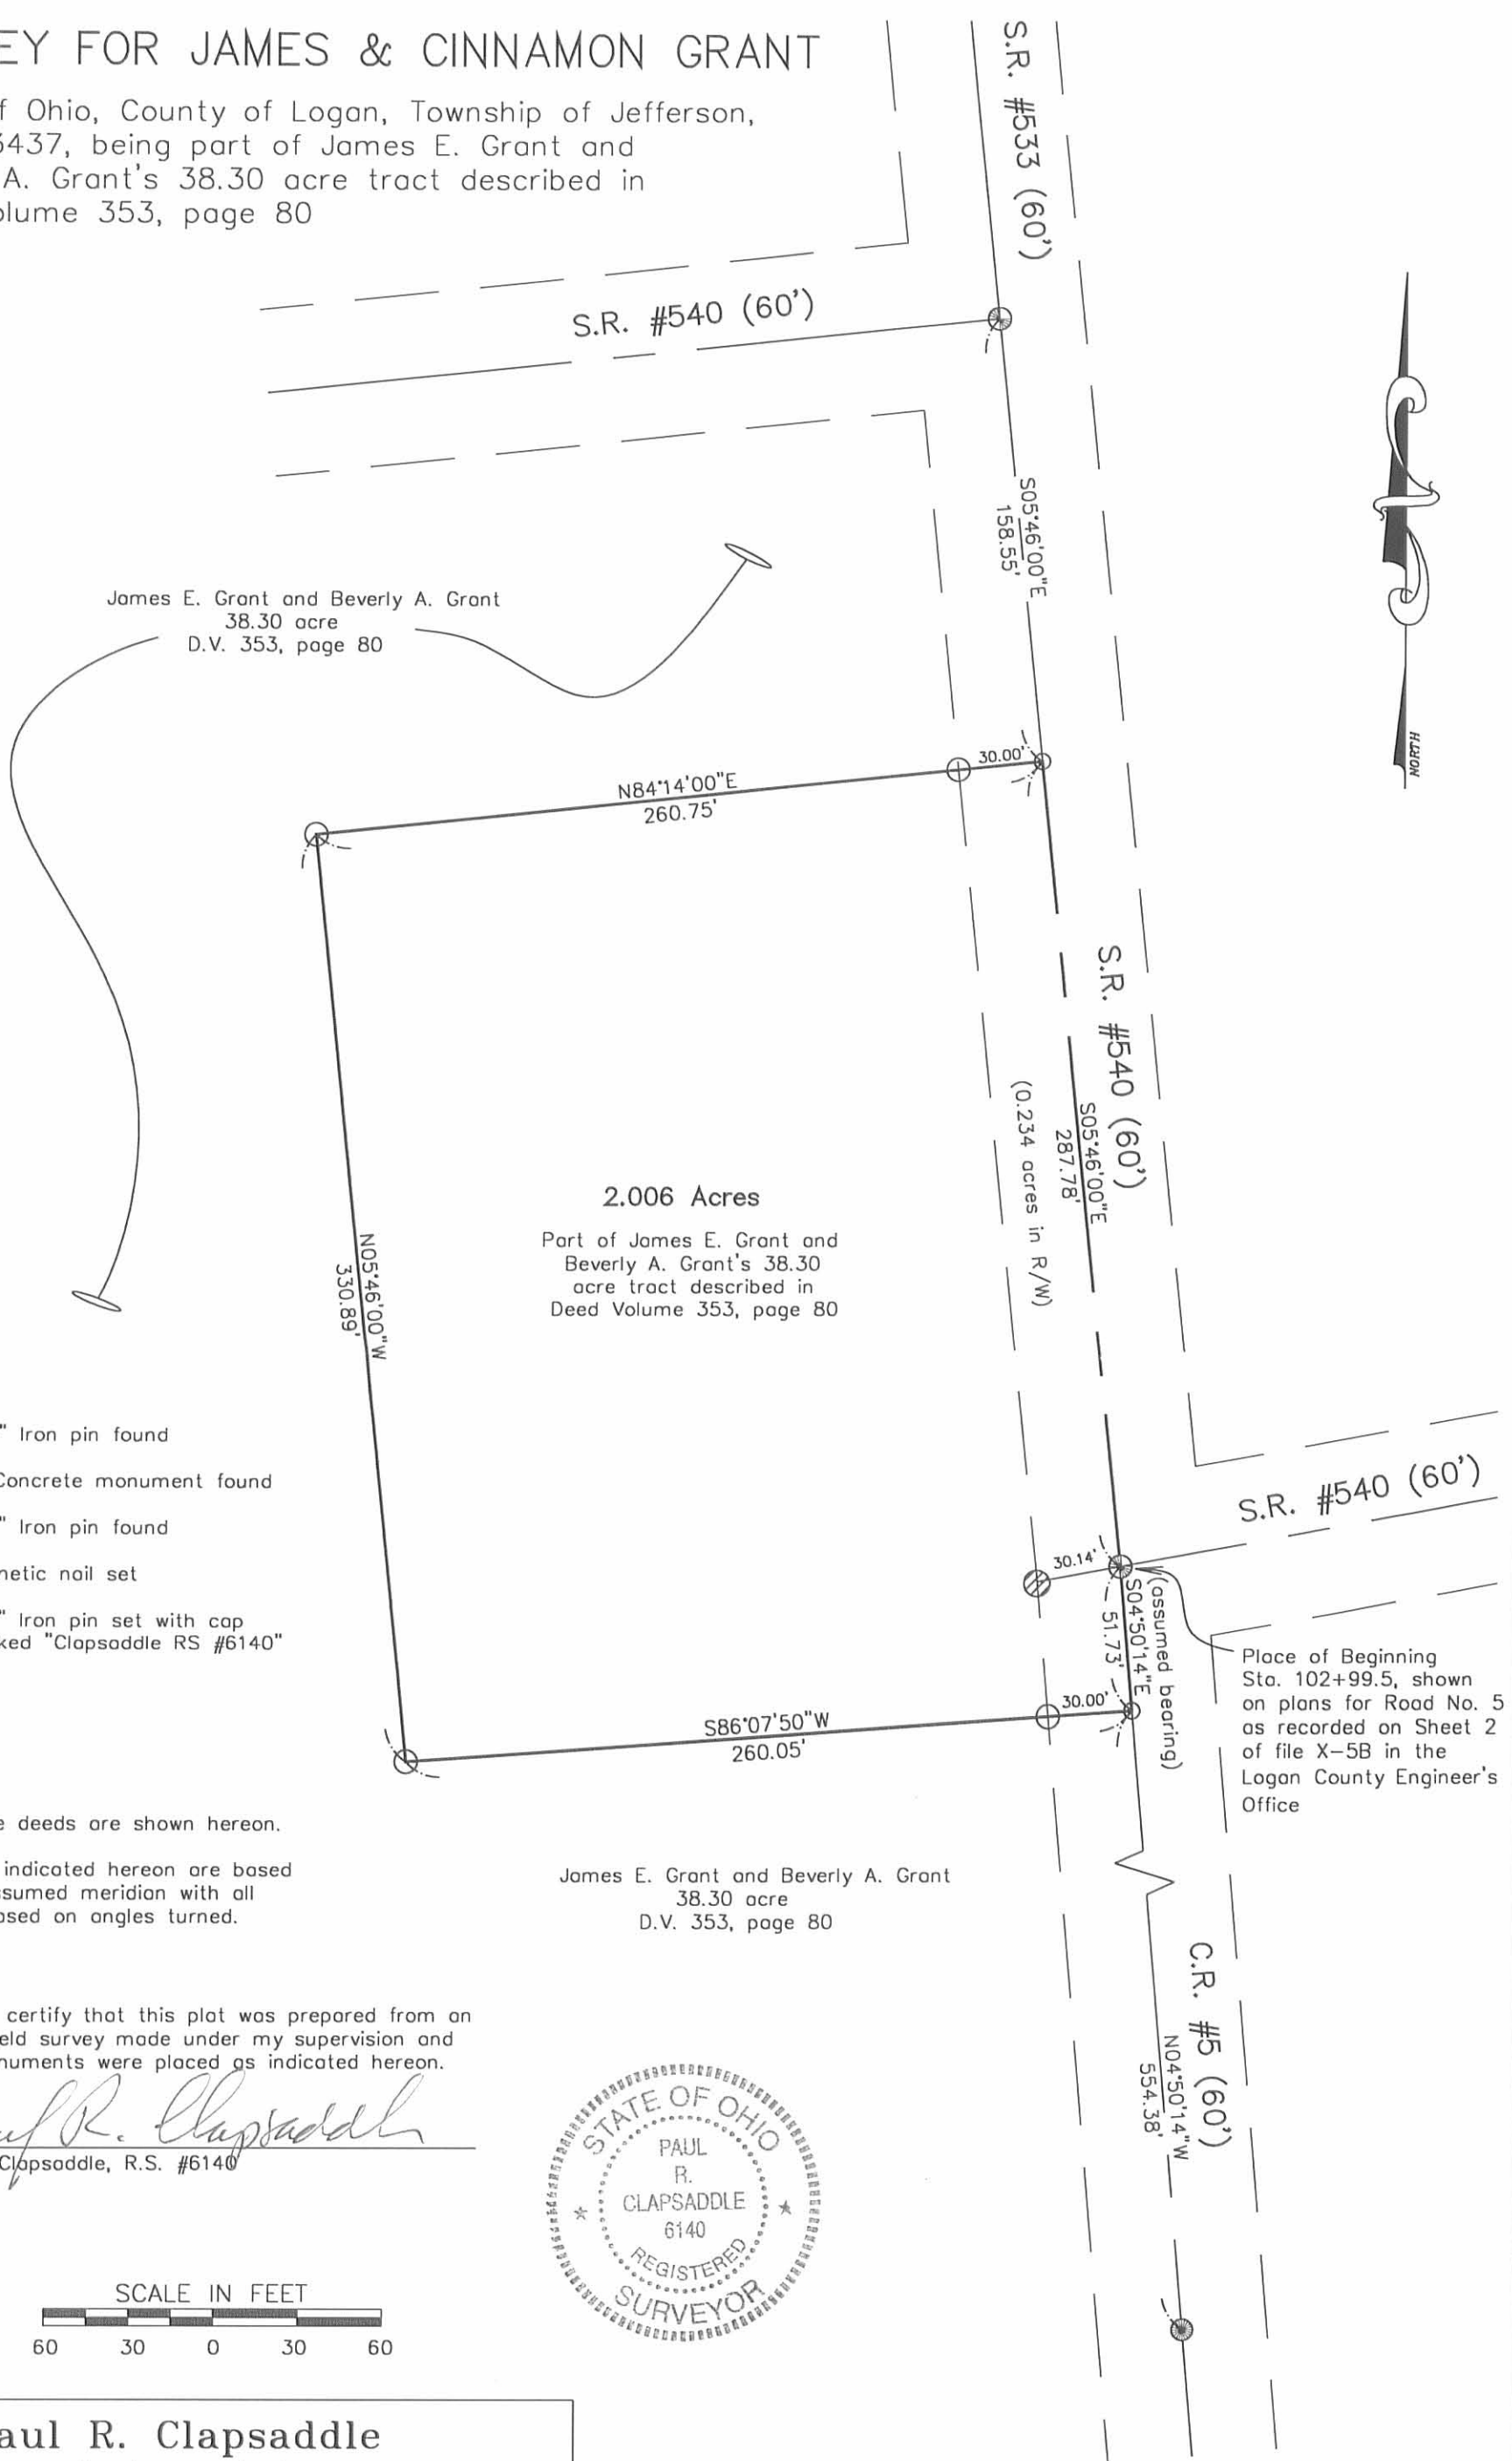 EY FOR JAMES & CINNAMON GRANT
f Ohio, County of Logan, Township of Jefferson,
6437, being part of James E. Grant and
A. Grant's 38.30 acre tract described in
olume 353, page 80
S.R. #533 (60')
S.R. #540 (60')
S05°46'00"E
158.55'
NORTH
James E. Grant and Beverly A. Grant
38.30 acre
D.V. 353, page 80
30.00'
N84°14'00"E
260.75'
S.R. #540 (60')
S05°46'00"E
287.78'
(0.234 acres in R/W)
2.006 Acres
Part of James E. Grant and
Beverly A. Grant's 38.30
acre tract described in
Deed Volume 353, page 80
N05°46'00"W
330.89'
" Iron pin found
Concrete monument found
" Iron pin found
netic nail set
" Iron pin set with cap
ked "Clapsaddle RS #6140"
S.R. #540 (60')
30.14'
(assumed bearing)
S04°50'14"E
51.73'
30.00'
Place of Beginning
Sta. 102+99.5, shown
on plans for Road No. 5
as recorded on Sheet 2
of file X-5B in the
Logan County Engineer's
Office
S86°07'50"W
260.05'
e deeds are shown hereon.
indicated hereon are based
ssumed meridian with all
ased on angles turned.
James E. Grant and Beverly A. Grant
38.30 acre
D.V. 353, page 80
C.R. #5 (60')
N04°50'14"W
554.38'
certify that this plat was prepared from an
eld survey made under my supervision and
numents were placed as indicated hereon.
R. Clapsaddle
Clapsaddle, R.S. #6140
STATE OF OHIO
PAUL
R.
CLAPSADDLE
6140
REGISTERED
SURVEYOR
SCALE IN FEET
60 30 0 30 60
aul R. Clapsaddle